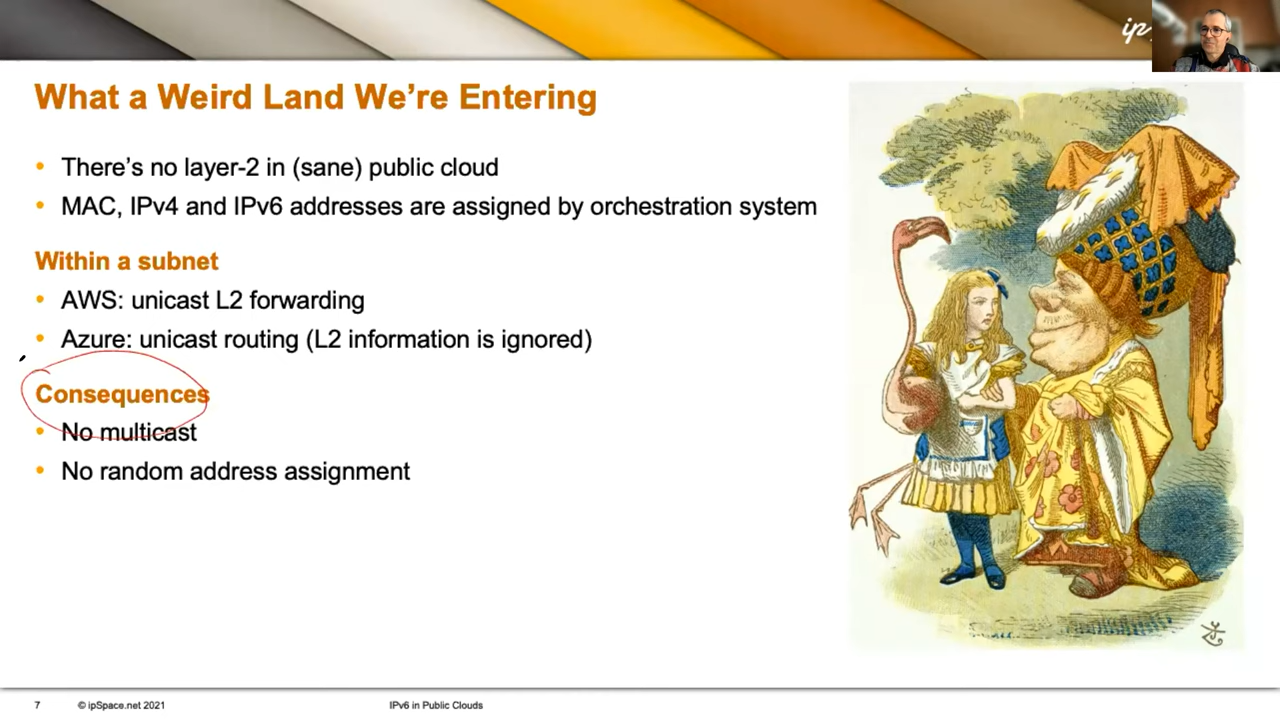 ip
What a Weird Land We're Entering
• There's no layer-2 in (sane) public cloud
• MAC, IPv4 and IPv6 addresses are assigned by orchestration system
Within a subnet
• AWS: unicast L2 forwarding
• Azure: unicast routing (L2 information is ignored)
Consequences
• No multicast
• No random address assignment
7 © ipSpace.net 2021 IPv6 in Public Clouds